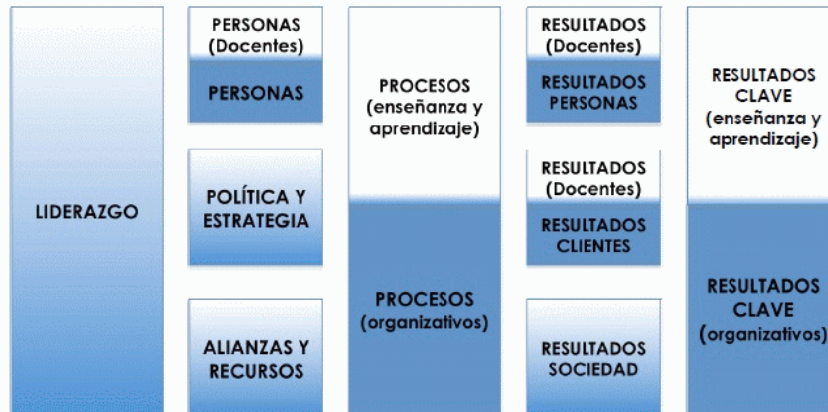 LIDERAZGO
PERSONAS
(Docentes)
PERSONAS
POLÍTICA Y
ESTRATEGIA
ALIANZAS Y
RECURSOS
PROCESOS
(enseñanza y
aprendizaje)
PROCESOS
(organizativos)
RESULTADOS
(Docentes)
RESULTADOS
PERSONAS
RESULTADOS
(Docentes)
RESULTADOS
CLIENTES
RESULTADOS
SOCIEDAD
RESULTADOS
CLAVE
(enseñanza y
aprendizaje)
RESULTADOS
CLAVE
(organizativos)